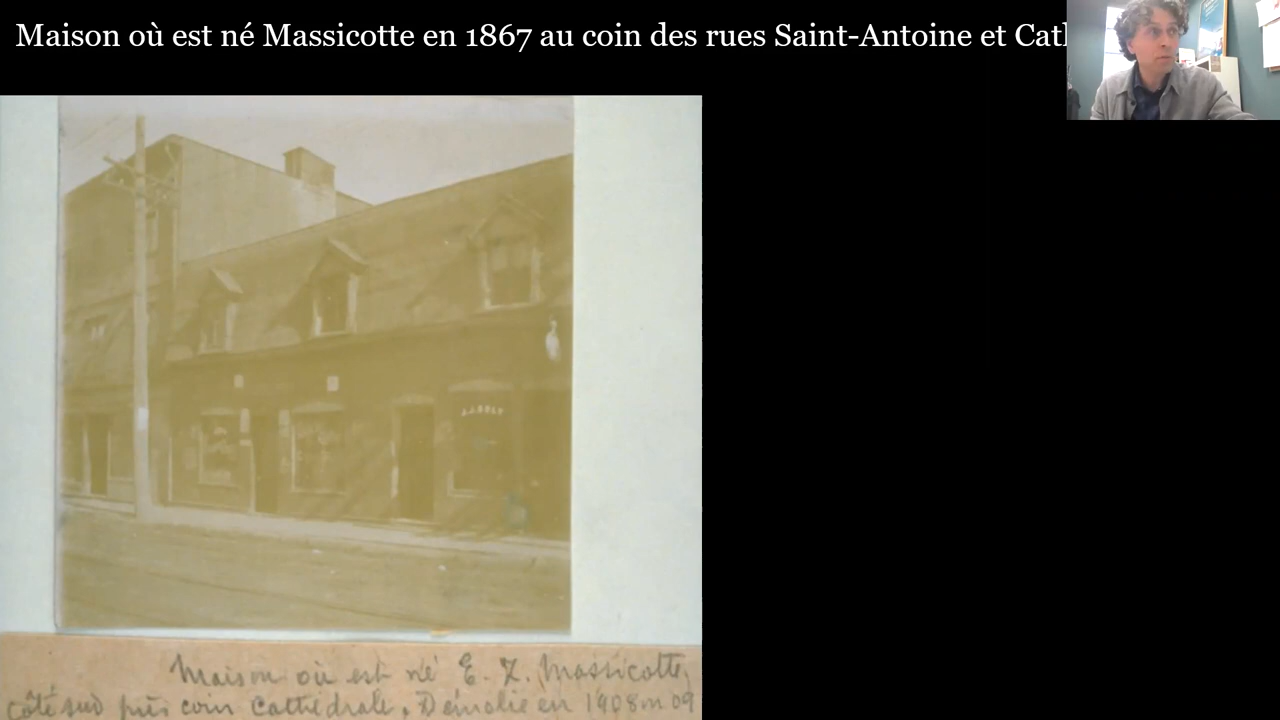 Maison où est né Massicotte en 1867 au coin des rues Saint-Antoine et Cath
Maison où est né E. Z. Massicotte,
côté sud près coin Cathédrale. Démolie en 1908 ou 09